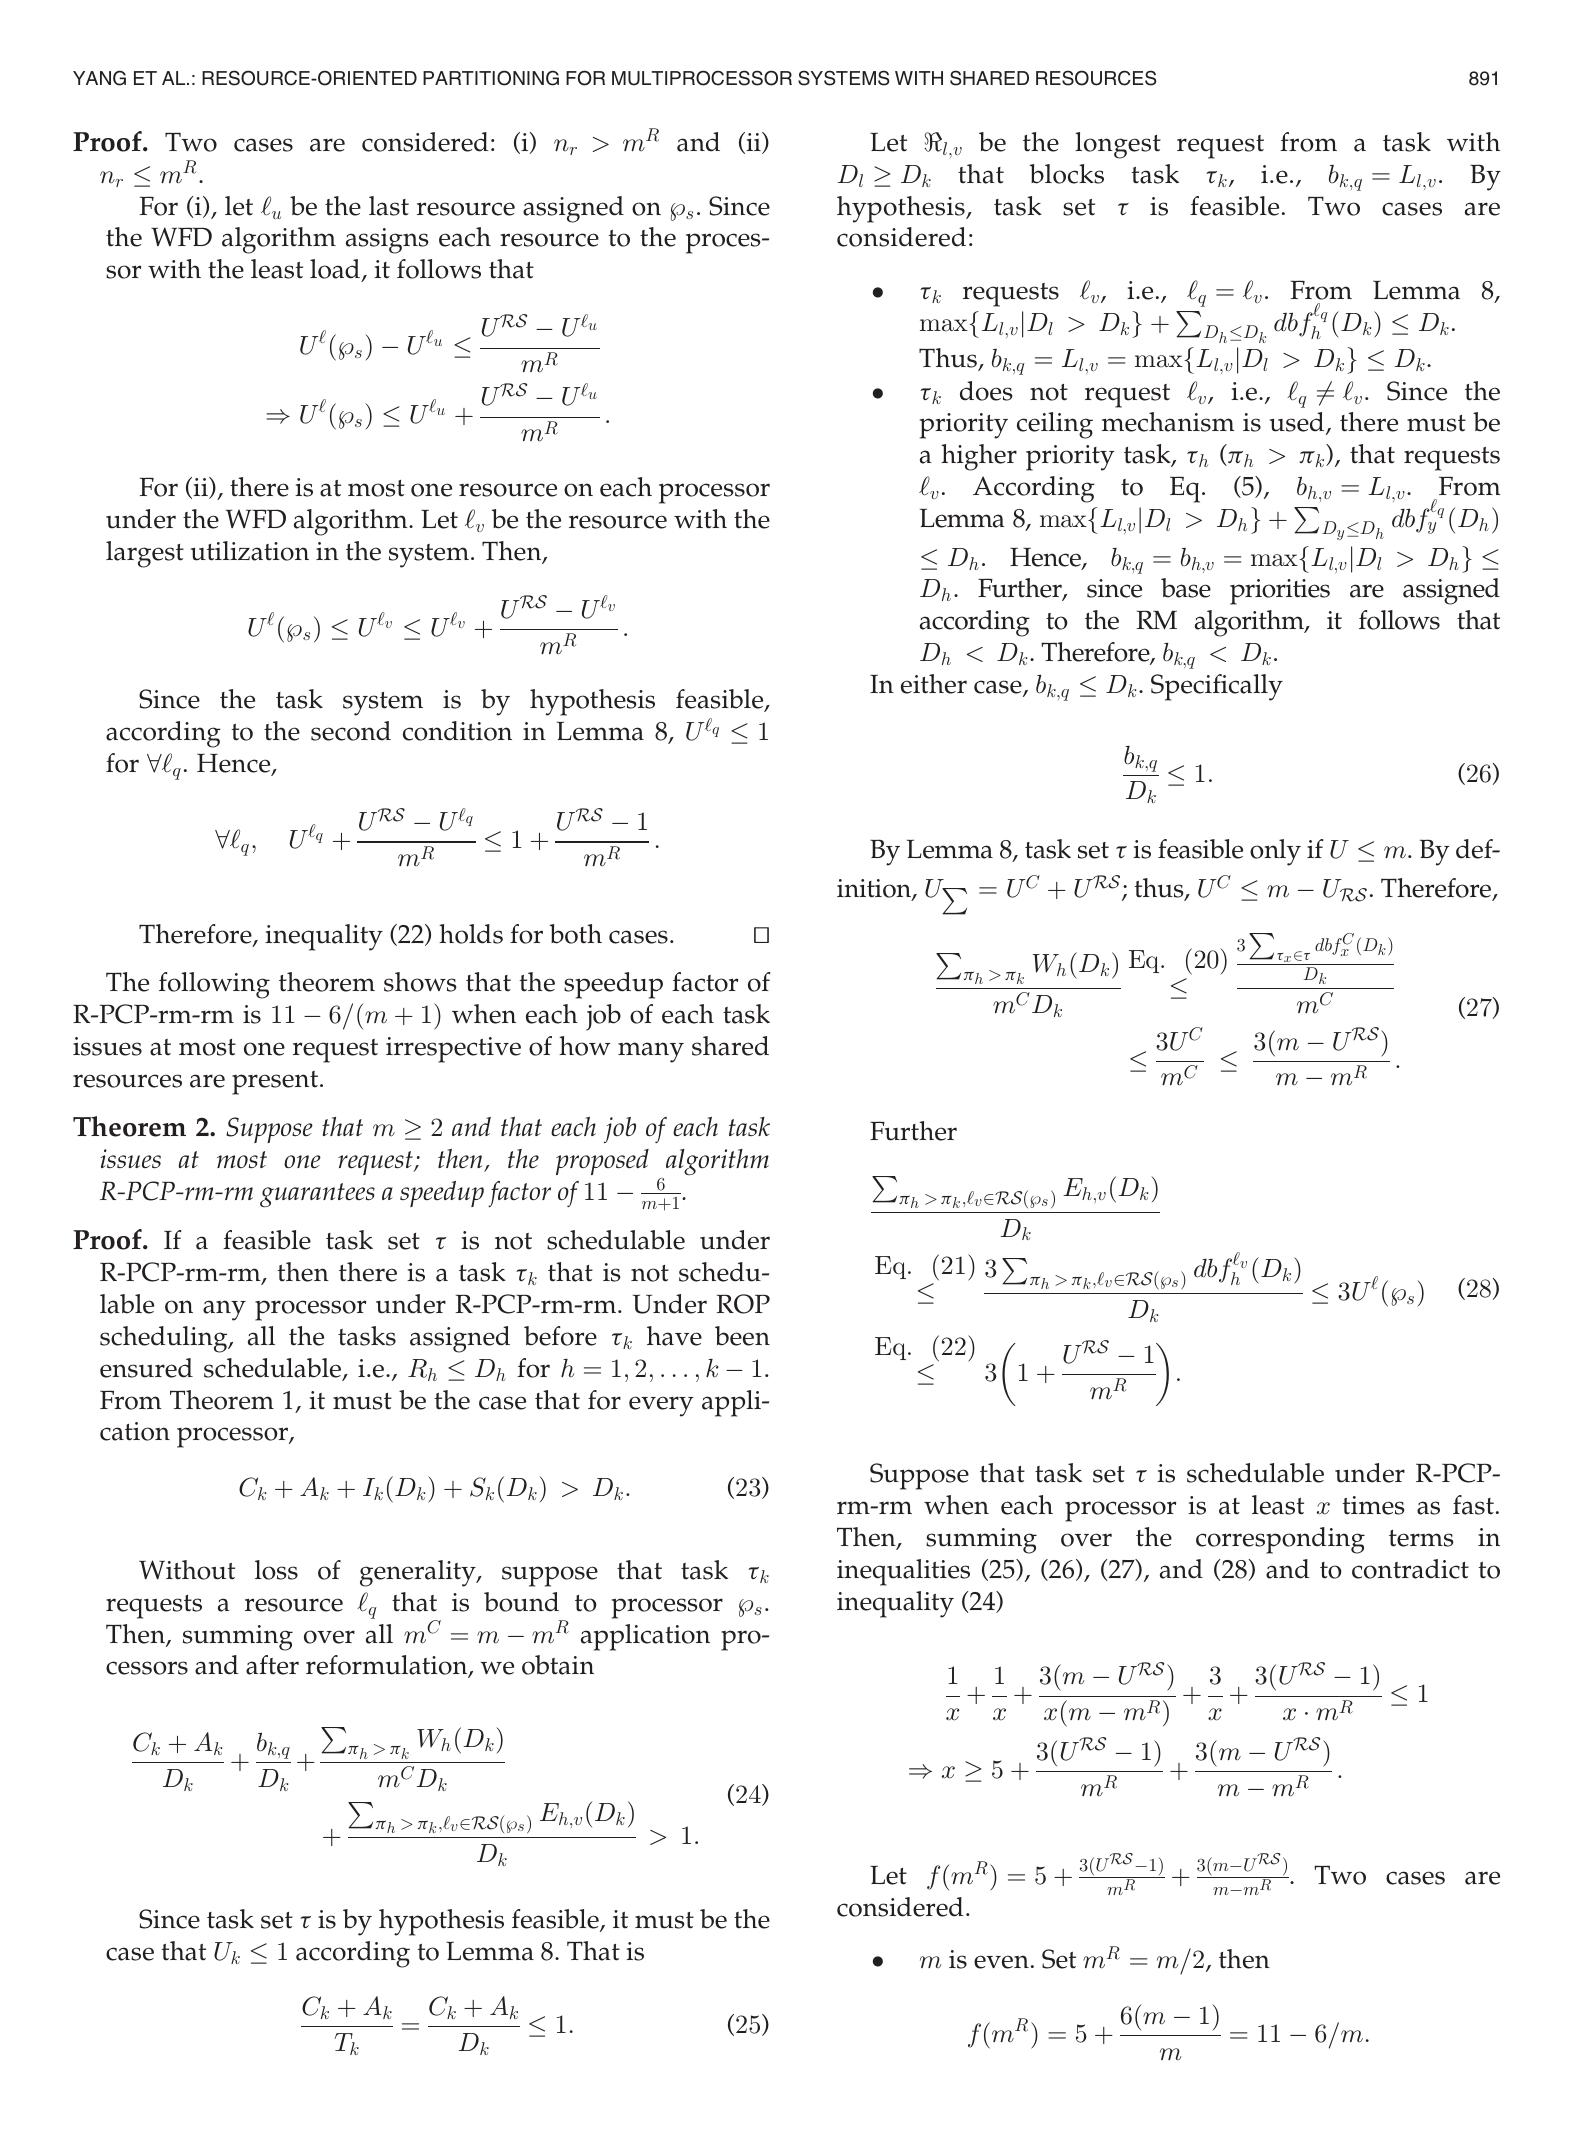 YANG ET AL.: RESOURCE-ORIENTED PARTITIONING FOR MULTIPROCESSOR SYSTEMS WITH SHARED RESOURCES 891
Proof. Two cases are considered: (i) $n_r > m^R$ and (ii)
$n_r \leq m^R$.
For (i), let $\ell_u$ be the last resource assigned on $\wp_s$. Since
the WFD algorithm assigns each resource to the proces-
sor with the least load, it follows that
$U^\ell(\wp_s) - U^{\ell_u} \leq \frac{U^{\mathcal{RS}} - U^{\ell_u}}{m^R}$
$\Rightarrow U^\ell(\wp_s) \leq U^{\ell_u} + \frac{U^{\mathcal{RS}} - U^{\ell_u}}{m^R}.$
For (ii), there is at most one resource on each processor
under the WFD algorithm. Let $\ell_v$ be the resource with the
largest utilization in the system. Then,
$U^\ell(\wp_s) \leq U^{\ell_v} \leq U^{\ell_v} + \frac{U^{\mathcal{RS}} - U^{\ell_v}}{m^R}.$
Since the task system is by hypothesis feasible,
according to the second condition in Lemma 8, $U^{\ell_q} \leq 1$
for $\forall \ell_q$. Hence,
$\forall \ell_q, \quad U^{\ell_q} + \frac{U^{\mathcal{RS}} - U^{\ell_q}}{m^R} \leq 1 + \frac{U^{\mathcal{RS}} - 1}{m^R}.$
Therefore, inequality (22) holds for both cases. □
The following theorem shows that the speedup factor of
R-PCP-rm-rm is $11 - 6/(m + 1)$ when each job of each task
issues at most one request irrespective of how many shared
resources are present.
Theorem 2. Suppose that $m \geq 2$ and that each job of each task
issues at most one request; then, the proposed algorithm
R-PCP-rm-rm guarantees a speedup factor of $11 - \frac{6}{m+1}$.
Proof. If a feasible task set $\tau$ is not schedulable under
R-PCP-rm-rm, then there is a task $\tau_k$ that is not schedu-
lable on any processor under R-PCP-rm-rm. Under ROP
scheduling, all the tasks assigned before $\tau_k$ have been
ensured schedulable, i.e., $R_h \leq D_h$ for $h = 1, 2, \ldots, k - 1$.
From Theorem 1, it must be the case that for every appli-
cation processor,
$C_k + A_k + I_k(D_k) + S_k(D_k) > D_k.$ (23)
Without loss of generality, suppose that task $\tau_k$
requests a resource $\ell_q$ that is bound to processor $\wp_s$.
Then, summing over all $m^C = m - m^R$ application pro-
cessors and after reformulation, we obtain
$\frac{C_k + A_k}{D_k} + \frac{b_{k,q}}{D_k} + \frac{\sum_{\pi_h > \pi_k} W_h(D_k)}{m^C D_k}$
$+ \frac{\sum_{\pi_h > \pi_k, \ell_v \in \mathcal{RS}(\wp_s)} E_{h,v}(D_k)}{D_k} > 1.$ (24)
Since task set $\tau$ is by hypothesis feasible, it must be the
case that $U_k \leq 1$ according to Lemma 8. That is
$\frac{C_k + A_k}{T_k} = \frac{C_k + A_k}{D_k} \leq 1.$ (25)
Let $\Re_{l,v}$ be the longest request from a task with
$D_l \geq D_k$ that blocks task $\tau_k$, i.e., $b_{k,q} = L_{l,v}$. By
hypothesis, task set $\tau$ is feasible. Two cases are
considered:
• $\tau_k$ requests $\ell_v$, i.e., $\ell_q = \ell_v$. From Lemma 8,
$\max\{L_{l,v} | D_l > D_k\} + \sum_{D_h \leq D_k} dbf_h^{\ell_q}(D_k) \leq D_k$.
Thus, $b_{k,q} = L_{l,v} = \max\{L_{l,v} | D_l > D_k\} \leq D_k$.
• $\tau_k$ does not request $\ell_v$, i.e., $\ell_q \neq \ell_v$. Since the
priority ceiling mechanism is used, there must be
a higher priority task, $\tau_h$ ($\pi_h > \pi_k$), that requests
$\ell_v$. According to Eq. (5), $b_{h,v} = L_{l,v}$. From
Lemma 8, $\max\{L_{l,v} | D_l > D_h\} + \sum_{D_y \leq D_h} dbf_y^{\ell_q}(D_h)$
$\leq D_h$. Hence, $b_{k,q} = b_{h,v} = \max\{L_{l,v} | D_l > D_h\} \leq$
$D_h$. Further, since base priorities are assigned
according to the RM algorithm, it follows that
$D_h < D_k$. Therefore, $b_{k,q} < D_k$.
In either case, $b_{k,q} \leq D_k$. Specifically
$\frac{b_{k,q}}{D_k} \leq 1.$ (26)
By Lemma 8, task set $\tau$ is feasible only if $U \leq m$. By def-
inition, $U_{\sum} = U^C + U^{\mathcal{RS}}$; thus, $U^C \leq m - U_{\mathcal{RS}}$. Therefore,
$\frac{\sum_{\pi_h > \pi_k} W_h(D_k)}{m^C D_k} \overset{\text{Eq. (20)}}{\leq} \frac{\frac{3\sum_{\tau_x \in \tau} dbf_x^C(D_k)}{D_k}}{m^C}$
$\leq \frac{3U^C}{m^C} \leq \frac{3(m - U^{\mathcal{RS}})}{m - m^R}.$ (27)
Further
$\frac{\sum_{\pi_h > \pi_k, \ell_v \in \mathcal{RS}(\wp_s)} E_{h,v}(D_k)}{D_k}$
$\overset{\text{Eq. (21)}}{\leq} \frac{3\sum_{\pi_h > \pi_k, \ell_v \in \mathcal{RS}(\wp_s)} dbf_h^{\ell_v}(D_k)}{D_k} \leq 3U^\ell(\wp_s)$ (28)
$\overset{\text{Eq. (22)}}{\leq} 3\left(1 + \frac{U^{\mathcal{RS}} - 1}{m^R}\right).$
Suppose that task set $\tau$ is schedulable under R-PCP-
rm-rm when each processor is at least $x$ times as fast.
Then, summing over the corresponding terms in
inequalities (25), (26), (27), and (28) and to contradict to
inequality (24)
$\frac{1}{x} + \frac{1}{x} + \frac{3(m - U^{\mathcal{RS}})}{x(m - m^R)} + \frac{3}{x} + \frac{3(U^{\mathcal{RS}} - 1)}{x \cdot m^R} \leq 1$
$\Rightarrow x \geq 5 + \frac{3(U^{\mathcal{RS}} - 1)}{m^R} + \frac{3(m - U^{\mathcal{RS}})}{m - m^R}.$
Let $f(m^R) = 5 + \frac{3(U^{\mathcal{RS}}-1)}{m^R} + \frac{3(m-U^{\mathcal{RS}})}{m-m^R}$. Two cases are
considered.
• $m$ is even. Set $m^R = m/2$, then
$f(m^R) = 5 + \frac{6(m - 1)}{m} = 11 - 6/m.$